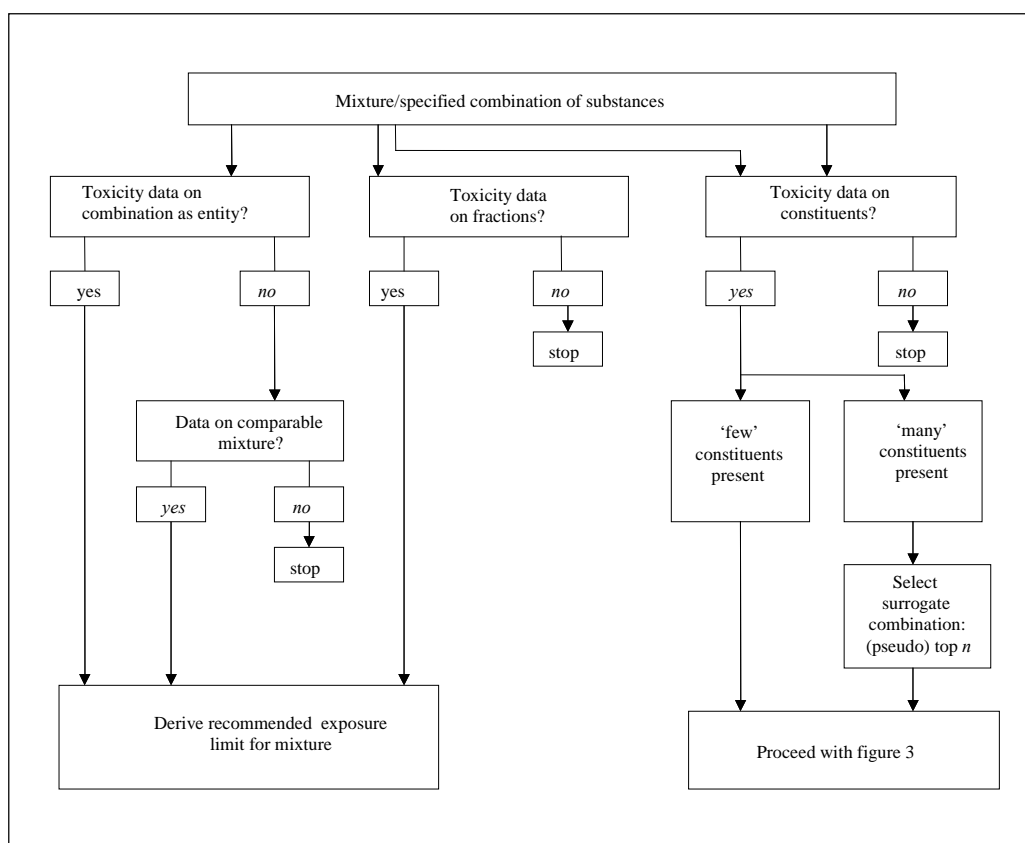 Mixture/specified combination of substances
Toxicity data on
combination as entity?
Toxicity data
on fractions?
Toxicity data on
constituents?
yes
no
yes
no
yes
no
stop
stop
Data on comparable
mixture?
‘few’
constituents
present
‘many’
constituents
present
yes
no
stop
Select
surrogate
combination:
(pseudo) top n
Derive recommended exposure
limit for mixture
Proceed with figure 3